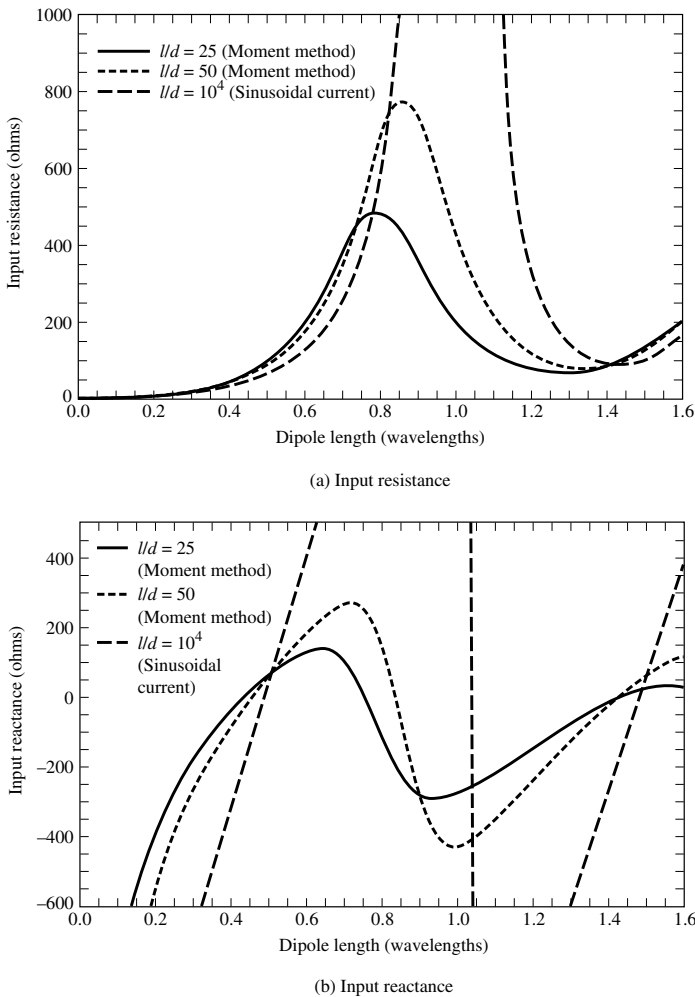 1000
800
600
400
200
0
Input resistance (ohms)
l/d = 25 (Moment method)
l/d = 50 (Moment method)
l/d = 10⁴ (Sinusoidal current)
0.0 0.2 0.4 0.6 0.8 1.0 1.2 1.4 1.6
Dipole length (wavelengths)
(a) Input resistance
400
200
0
–200
–400
–600
Input reactance (ohms)
l/d = 25
(Moment method)
l/d = 50
(Moment method)
l/d = 10⁴
(Sinusoidal
current)
0.0 0.2 0.4 0.6 0.8 1.0 1.2 1.4 1.6
Dipole length (wavelengths)
(b) Input reactance